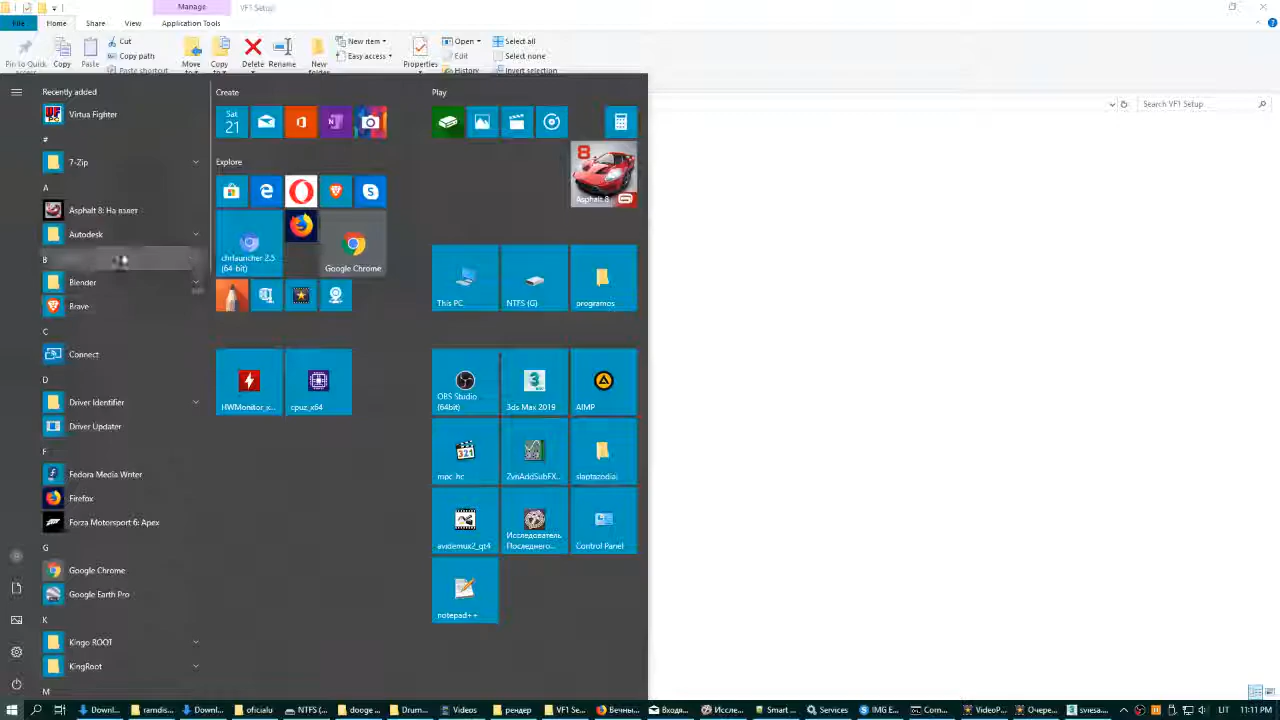 Manage
VF1 Setup
File
Home
Share
View
Application Tools
Pin to Quick
Copy
Paste
Cut
Copy path
Paste shortcut
Move
to
Copy
to
Delete
Rename
New
folder
New item
Easy access
Properties
Open
Edit
History
Select all
Select none
Invert selection
Search VF1 Setup
Recently added
Virtua Fighter
#
7-Zip
A
Asphalt 8: На взлёт
Autodesk
B
Blender
Brave
C
Connect
D
Driver Identifier
Driver Updater
F
Fedora Media Writer
Firefox
Forza Motorsport 6: Apex
G
Google Chrome
Google Earth Pro
K
Kingo ROOT
KingRoot
M
Create
Sat
21
Explore
chrlauncher 2.5
(64-bit)
Google Chrome
HWMonitor_x...
cpuz_x64
Play
8
Asphalt 8
This PC
NTFS (G)
programos
OBS Studio
(64bit)
3ds Max 2019
AIMP
mpc-hc
ZynAddSubFX...
slaptazodiai
avidemux2_qt4
Исследователь
Последнего...
Control Panel
notepad++
Downl...
ramdis...
Downl...
oficialu
NTFS (...
dooge ...
Drum...
Videos
рендер
VF1 Se...
Вечны...
Входя...
Иссле...
Smart ...
Services
IMG E...
Com...
VideoP...
Очере...
sviesa...
LIT
11:11 PM